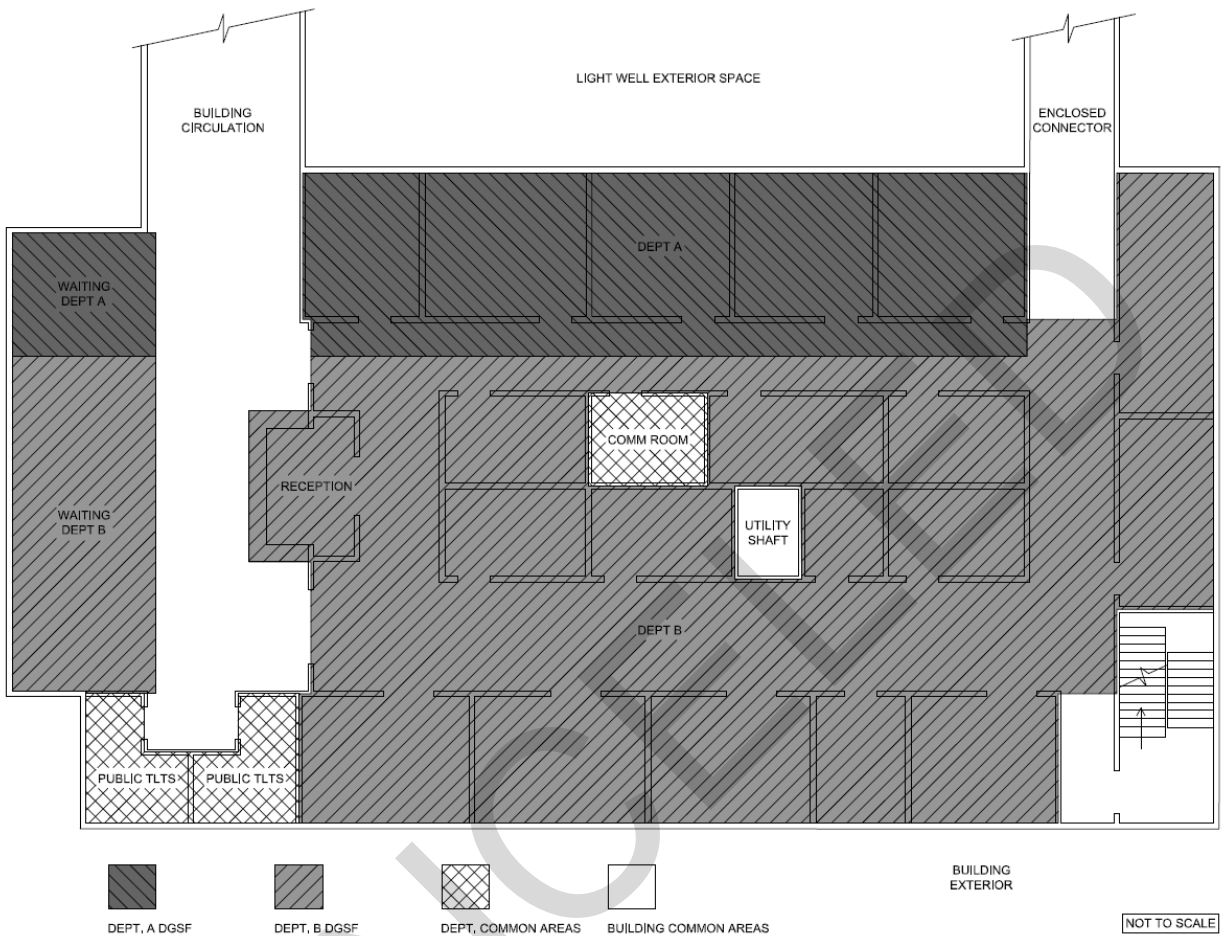 LIGHT WELL EXTERIOR SPACE
BUILDING
CIRCULATION
ENCLOSED
CONNECTOR
DEPT A
WAITING
DEPT A
COMM ROOM
RECEPTION
WAITING
DEPT B
UTILITY
SHAFT
DEPT B
PUBLIC TLTS
PUBLIC TLTS
BUILDING
EXTERIOR
DEPT, A DGSF
DEPT, B DGSF
DEPT, COMMON AREAS
BUILDING COMMON AREAS
NOT TO SCALE